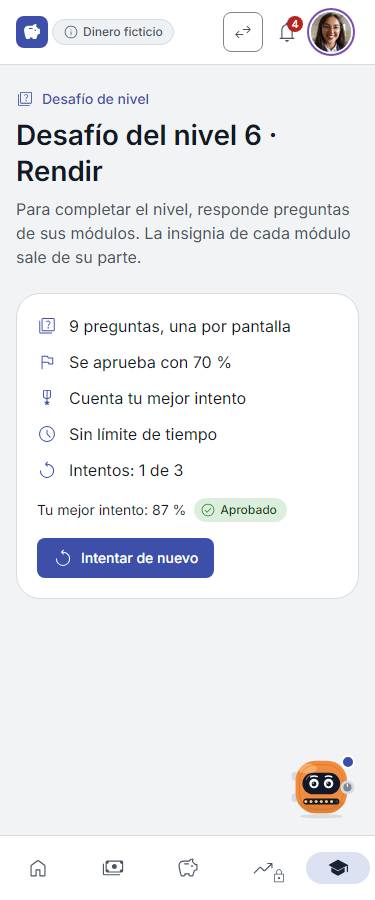 Dinero ficticio
4
Desafío de nivel
Desafío del nivel 6 ·
Rendir
Para completar el nivel, responde preguntas
de sus módulos. La insignia de cada módulo
sale de su parte.
9 preguntas, una por pantalla
Se aprueba con 70 %
Cuenta tu mejor intento
Sin límite de tiempo
Intentos: 1 de 3
Tu mejor intento: 87 % Aprobado
Intentar de nuevo